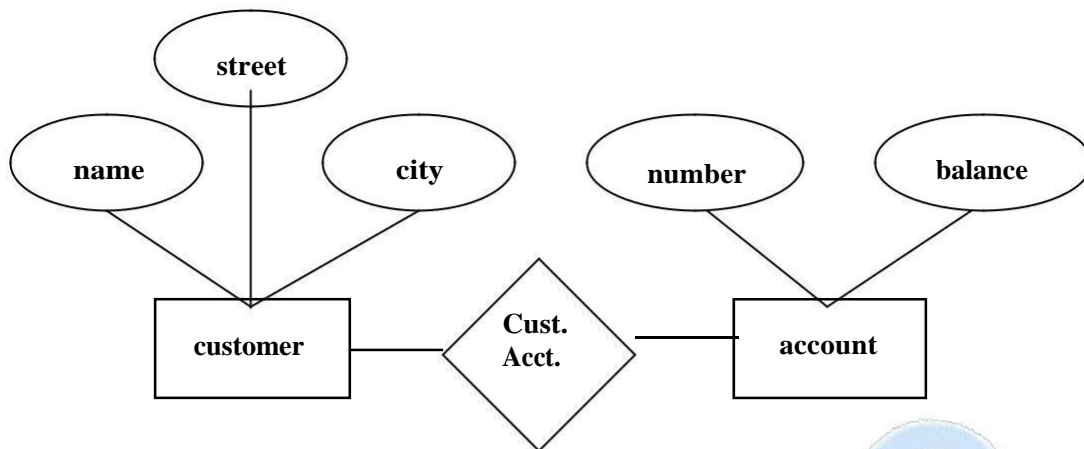 street
name
city
number
balance
customer
Cust.
Acct.
account